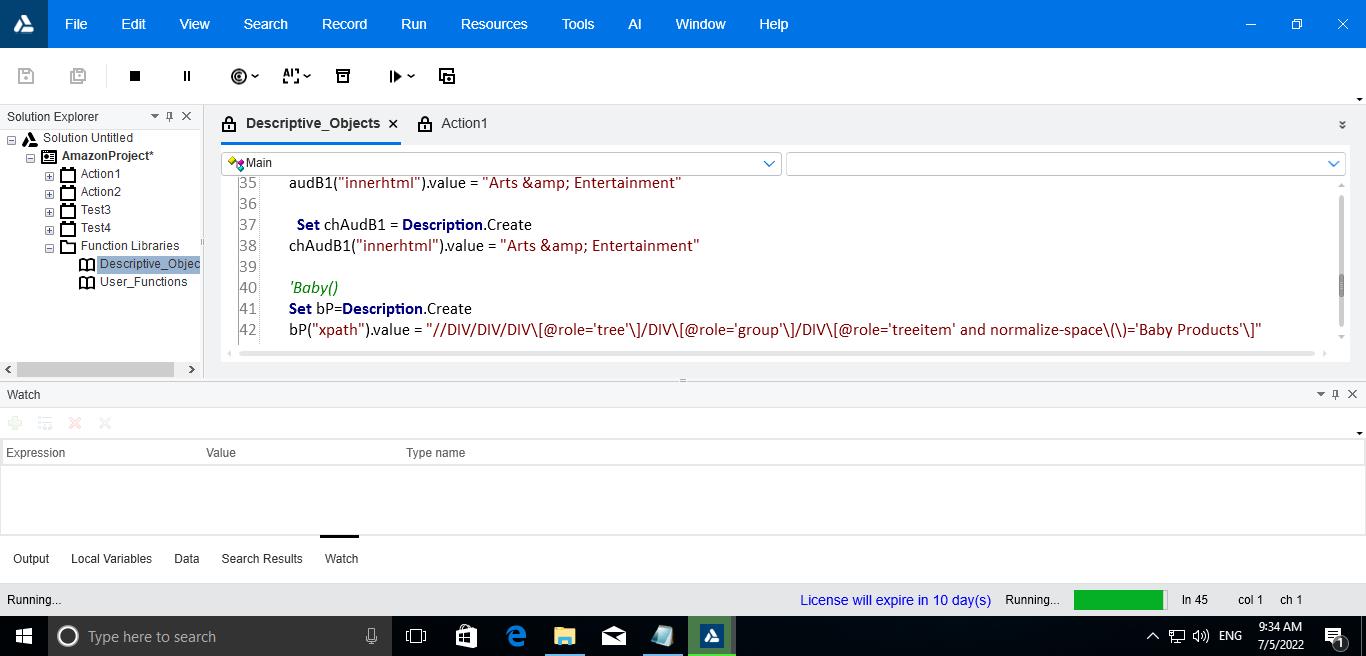 File Edit View Search Record Run Resources Tools AI Window Help
Solution Explorer
Solution Untitled
AmazonProject*
Action1
Action2
Test3
Test4
Function Libraries
Descriptive_Objec
User_Functions
Descriptive_Objects Action1
Main
35 audB1("innerhtml").value = "Arts &amp; Entertainment"
36
37 Set chAudB1 = Description.Create
38 chAudB1("innerhtml").value = "Arts &amp; Entertainment"
39
40 'Baby()
41 Set bP=Description.Create
42 bP("xpath").value = "//DIV/DIV/DIV\[@role='tree'\]/DIV\[@role='group'\]/DIV\[@role='treeitem' and normalize-space\(\)='Baby Products'\]"
Watch
Expression Value Type name
Output Local Variables Data Search Results Watch
Running... License will expire in 10 day(s) Running... ln 45 col 1 ch 1
Type here to search ENG 9:34 AM
7/5/2022
1